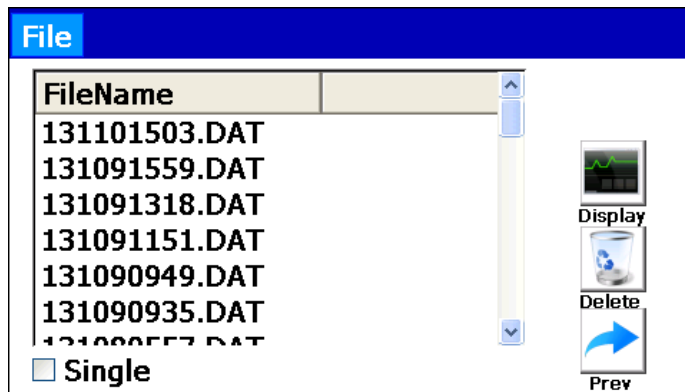 File
FileName
131101503.DAT
131091559.DAT
131091318.DAT
131091151.DAT
131090949.DAT
131090935.DAT
Single
Display
Delete
Prev